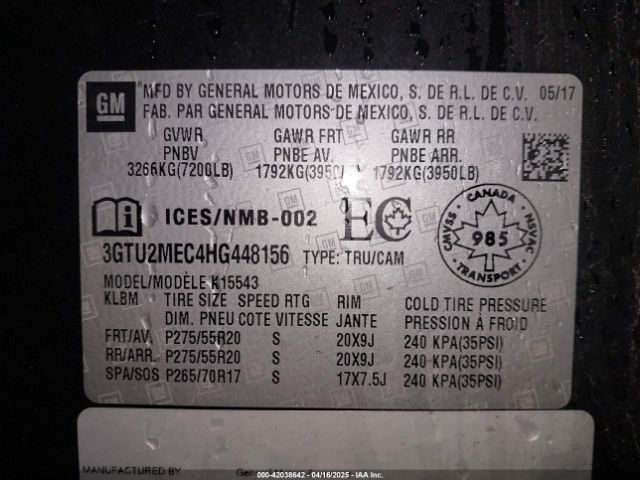 GM
MFD BY GENERAL MOTORS DE MEXICO, S. DE R.L. DE C.V. 05/17
FAB. PAR GENERAL MOTORS DE MEXICO, S. DE R.L. DE C.V.
GVWR GAWR FRT GAWR RR
PNBV PNBE AV. PNBE ARR.
3266KG(7200LB) 1792KG(3950 1792KG(3950LB)
ICES/NMB-002 EC
CANADA
CMVSS NSVAC
985
TRANSPORT
3GTU2MEC4HG448156 TYPE: TRU/CAM
MODEL/MODÈLE K15543
KLBM TIRE SIZE SPEED RTG RIM COLD TIRE PRESSURE
DIM. PNEU COTE VITESSE JANTE PRESSION À FROID
FRT/AV. P275/55R20 S 20X9J 240 KPA(35PSI)
RR/ARR. P275/55R20 S 20X9J 240 KPA(35PSI)
SPA/SOS P265/70R17 S 17X7.5J 240 KPA(35PSI)
MANUFACTURED BY
000-42038642 - 04/16/2025 - IAAI.com